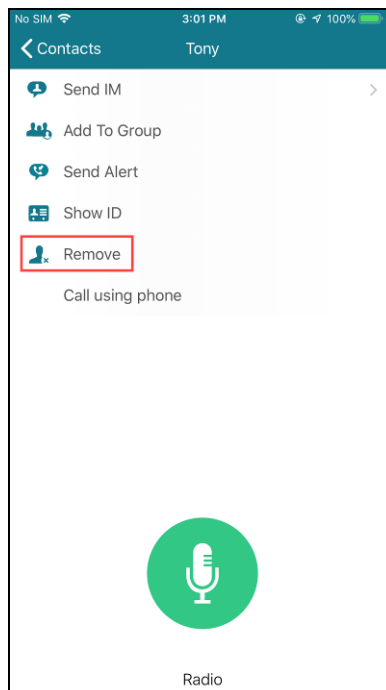 No SIM 3:01 PM 100%
Contacts Tony
Send IM
Add To Group
Send Alert
Show ID
Remove
Call using phone
Radio